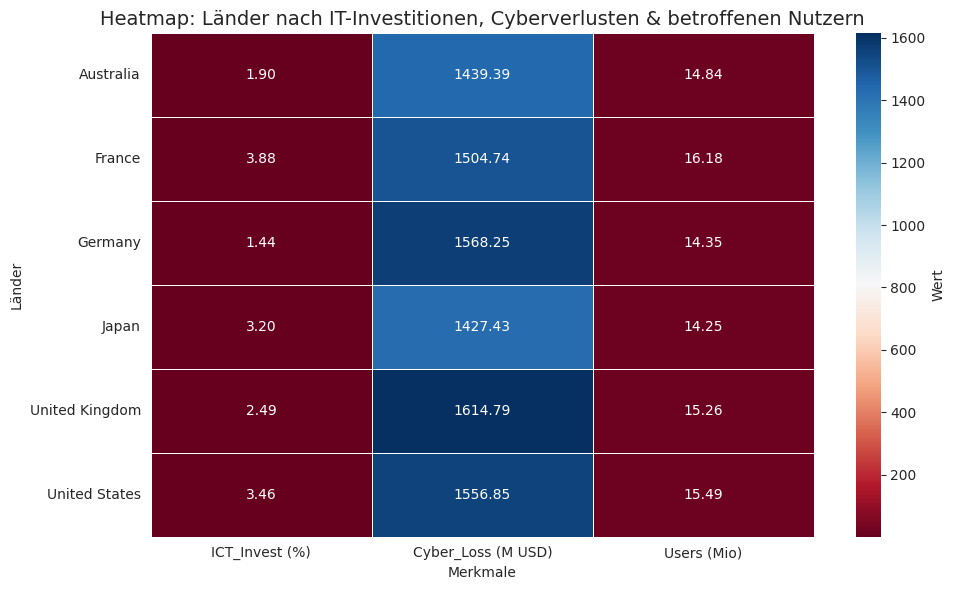 Heatmap: Länder nach IT-Investitionen, Cyberverlusten & betroffenen Nutzern
Länder
Australia 1.90 1439.39 14.84
France 3.88 1504.74 16.18
Germany 1.44 1568.25 14.35
Japan 3.20 1427.43 14.25
United Kingdom 2.49 1614.79 15.26
United States 3.46 1556.85 15.49
ICT_Invest (%) Cyber_Loss (M USD) Users (Mio)
Merkmale
1600
1400
1200
1000
800
600
400
200
Wert